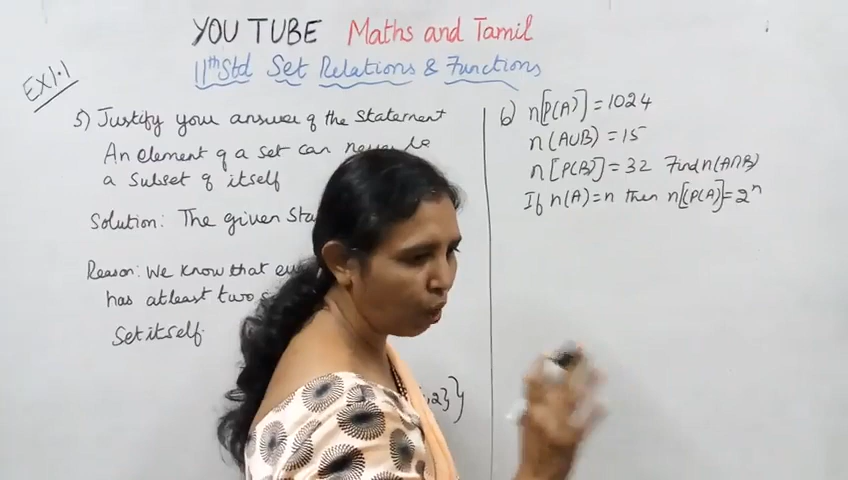 YOU TUBE Maths and Tamil
11th Std Set Relations & Functions
EX 1.1
5) Justify your answer of the Statement
An element of a set can never be
a Subset of itself
Solution: The given Sta
Reason: We know that
has atleast two
Set itself.
,2}}
6) n[P(A)] = 1024
n(A∪B) = 15
n[P(B)] = 32 Find n(A∩B)
If n(A) = n then n[P(A)] = 2ⁿ